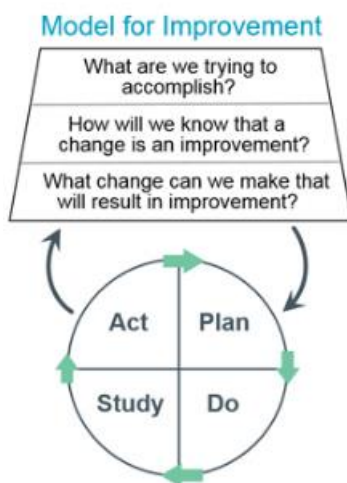 Model for Improvement
What are we trying to
accomplish?
How will we know that a
change is an improvement?
What change can we make that
will result in improvement?
Act
Plan
Study
Do